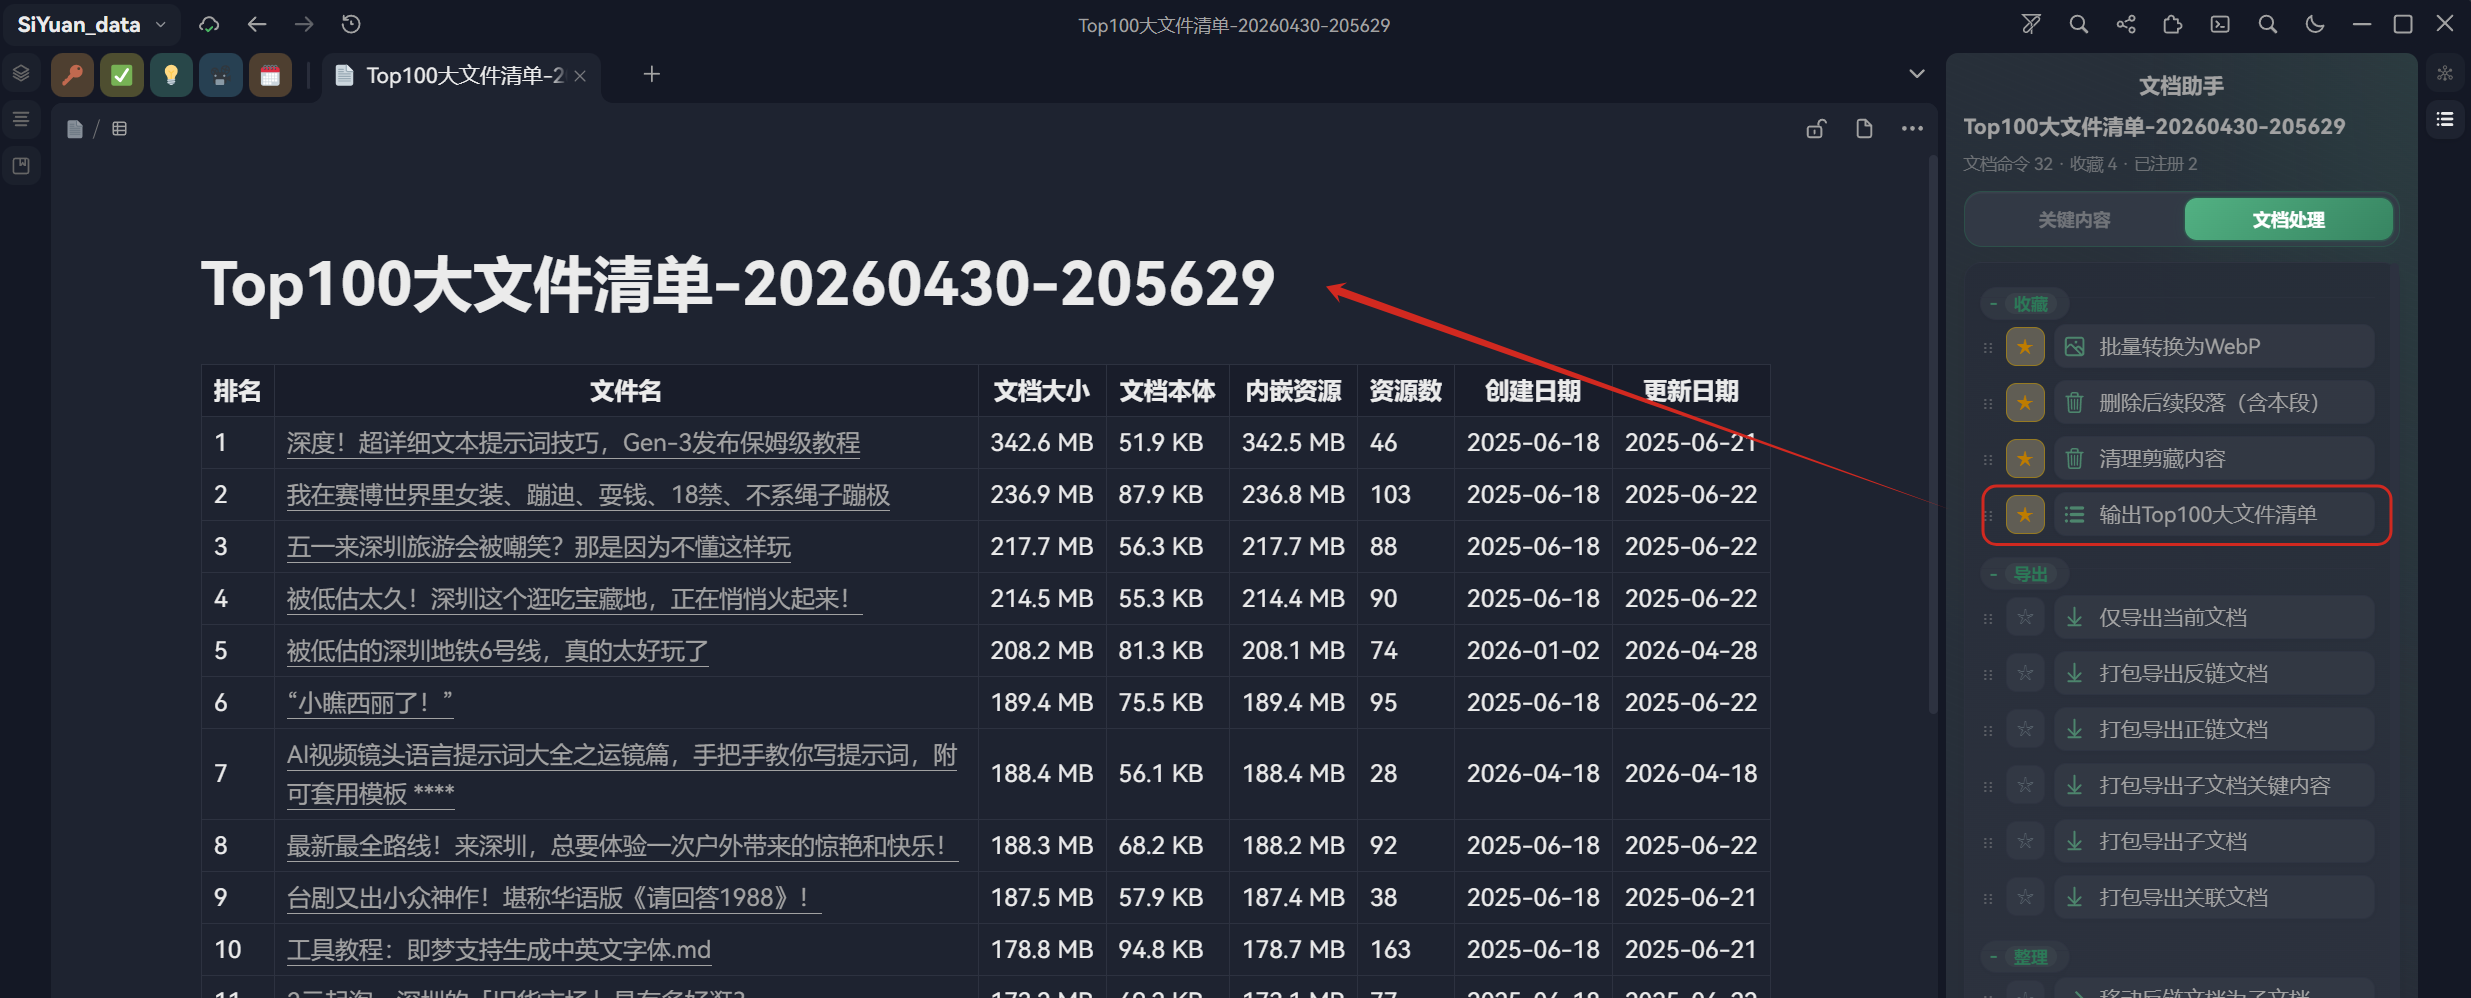 SiYuan_data
Top100大文件清单-20260430-205629
Top100大文件清单-2
文档助手
Top100大文件清单-20260430-205629
文档命令 32 · 收藏 4 · 已注册 2
关键内容 文档处理
Top100大文件清单-20260430-205629
排名 文件名 文档大小 文档本体 内嵌资源 资源数 创建日期 更新日期
1 深度！超详细文本提示词技巧，Gen-3发布保姆级教程 342.6 MB 51.9 KB 342.5 MB 46 2025-06-18 2025-06-21
2 我在赛博世界里女装、蹦迪、耍钱、18禁、不系绳子蹦极 236.9 MB 87.9 KB 236.8 MB 103 2025-06-18 2025-06-22
3 五一来深圳旅游会被嘲笑？那是因为不懂这样玩 217.7 MB 56.3 KB 217.7 MB 88 2025-06-18 2025-06-22
4 被低估太久！深圳这个逛吃宝藏地，正在悄悄火起来！ 214.5 MB 55.3 KB 214.4 MB 90 2025-06-18 2025-06-22
5 被低估的深圳地铁6号线，真的太好玩了 208.2 MB 81.3 KB 208.1 MB 74 2026-01-02 2026-04-28
6 “小瞧西丽了！” 189.4 MB 75.5 KB 189.4 MB 95 2025-06-18 2025-06-22
7 AI视频镜头语言提示词大全之运镜篇，手把手教你写提示词，附 188.4 MB 56.1 KB 188.4 MB 28 2026-04-18 2026-04-18
可套用模板 ****
8 最新最全路线！来深圳，总要体验一次户外带来的惊艳和快乐！ 188.3 MB 68.2 KB 188.2 MB 92 2025-06-18 2025-06-22
9 台剧又出小众神作！堪称华语版《请回答1988》！ 187.5 MB 57.9 KB 187.4 MB 38 2025-06-18 2025-06-21
10 工具教程：即梦支持生成中英文字体.md 178.8 MB 94.8 KB 178.7 MB 163 2025-06-18 2025-06-21
- 收藏
批量转换为WebP
删除后续段落（含本段）
清理剪藏内容
输出Top100大文件清单
- 导出
仅导出当前文档
打包导出反链文档
打包导出正链文档
打包导出子文档关键内容
打包导出子文档
打包导出关联文档
- 整理